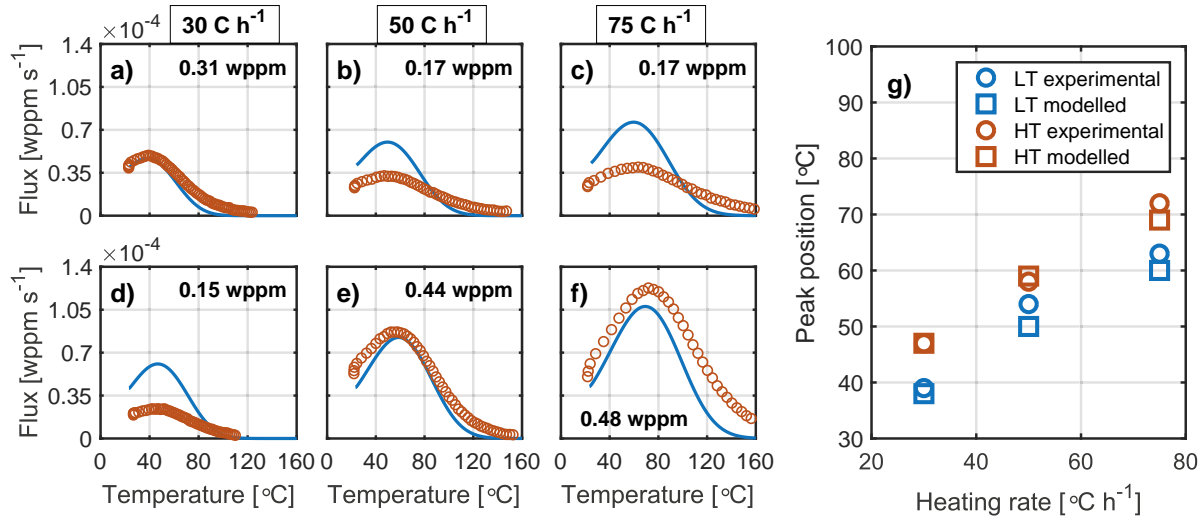 30 C h⁻¹
50 C h⁻¹
75 C h⁻¹
×10⁻⁴
Flux [wppm s⁻¹]
1.4
1.05
0.7
0.35
0
a)
0.31 wppm
b)
0.17 wppm
c)
0.17 wppm
×10⁻⁴
Flux [wppm s⁻¹]
1.4
1.05
0.7
0.35
0
d)
0.15 wppm
e)
0.44 wppm
f)
0.48 wppm
0 40 80 120 160
0 40 80 120 160
0 40 80 120 160
Temperature [°C]
Temperature [°C]
Temperature [°C]
g)
LT experimental
LT modelled
HT experimental
HT modelled
Peak position [°C]
100
90
80
70
60
50
40
30
20 40 60 80
Heating rate [°C h⁻¹]